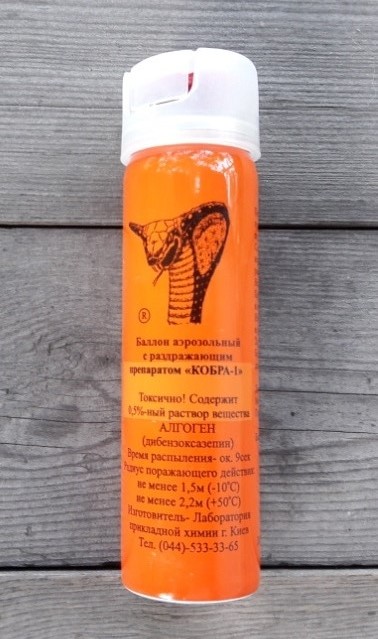 ®
Баллон аэрозольный
с раздражающим
препаратом «КОБРА-1»
Токсично! Содержит
0,5%-ный раствор вещества
АЛГОГЕН
(дибензоксазепин)
Время распыления- ок. 9сек
Радиус поражающего действия
не менее 1,5м (-10°С)
не менее 2,2м (+50°С)
Изготовитель- Лаборатория
прикладной химии г. Киев
Тел. (044)-533-33-65